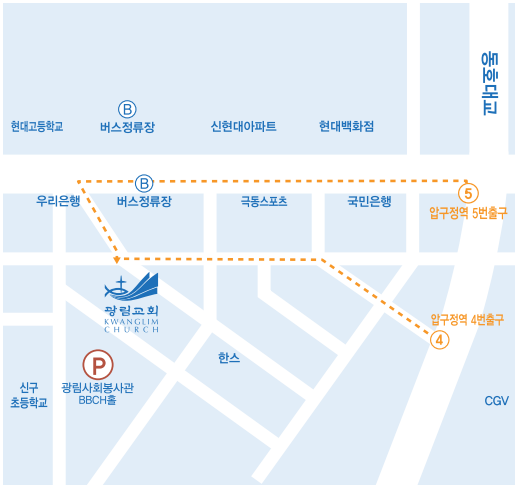 동호대교
B
현대고등학교
버스정류장
신현대아파트
현대백화점
B
5
우리은행
버스정류장
극동스포츠
국민은행
압구정역 5번출구
광림교회
KWANGLIM
CHURCH
압구정역 4번출구
4
P
한스
신구
초등학교
광림사회봉사관
BBCH홀
CGV